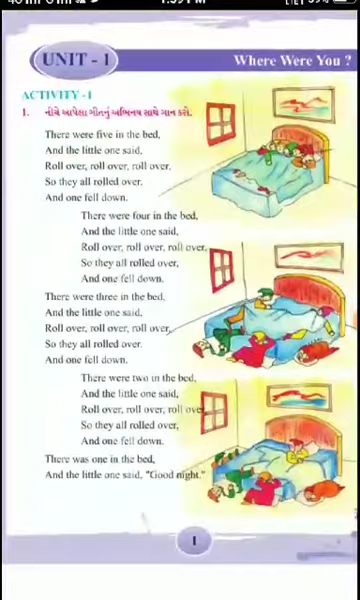 1:39 PM
UNIT - 1
Where Were You ?
ACTIVITY - 1
1. નીચે આપેલા ગીતનું અભિનય સાથે ગાન કરો.
There were five in the bed,
And the little one said,
Roll over, roll over, roll over,
So they all rolled over.
And one fell down.
There were four in the bed,
And the little one said,
Roll over, roll over, roll over,
So they all rolled over,
And one fell down.
There were three in the bed,
And the little one said,
Roll over, roll over, roll over,
So they all rolled over.
And one fell down.
There were two in the bed,
And the little one said,
Roll over, roll over, roll over
So they all rolled over,
And one fell down.
There was one in the bed,
And the little one said, "Good night."
1